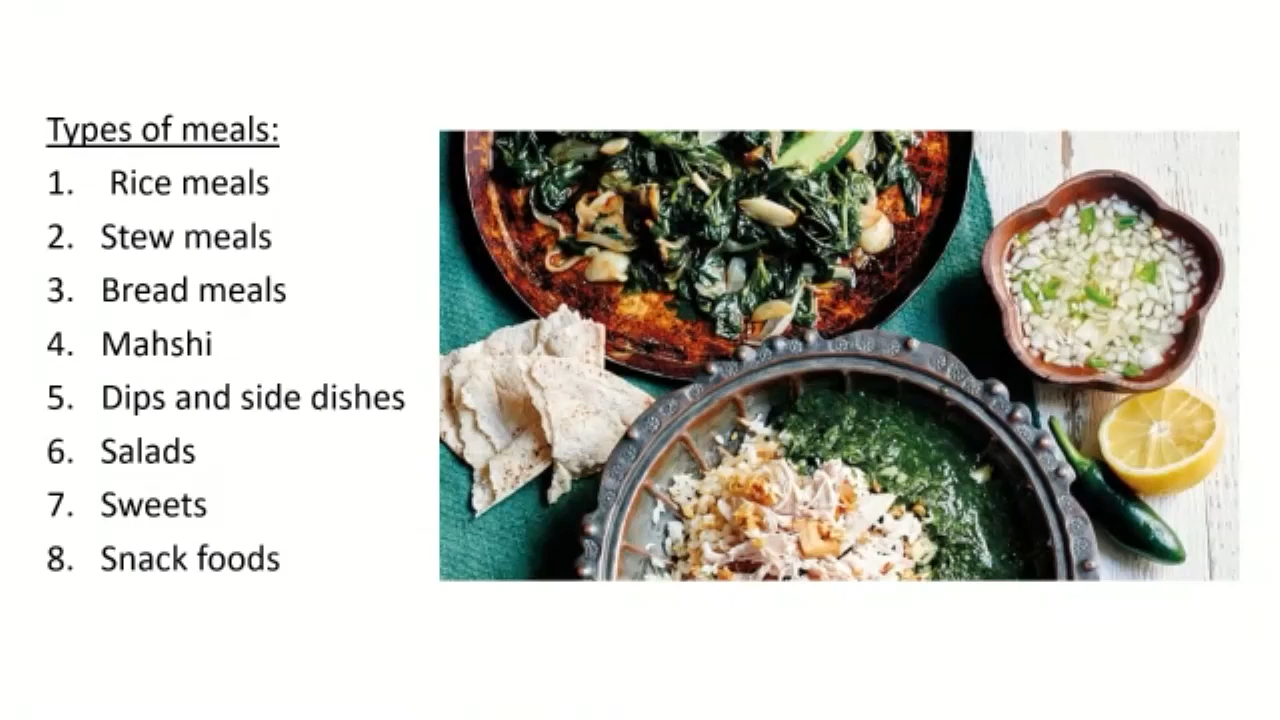 Types of meals:
1. Rice meals
2. Stew meals
3. Bread meals
4. Mahshi
5. Dips and side dishes
6. Salads
7. Sweets
8. Snack foods